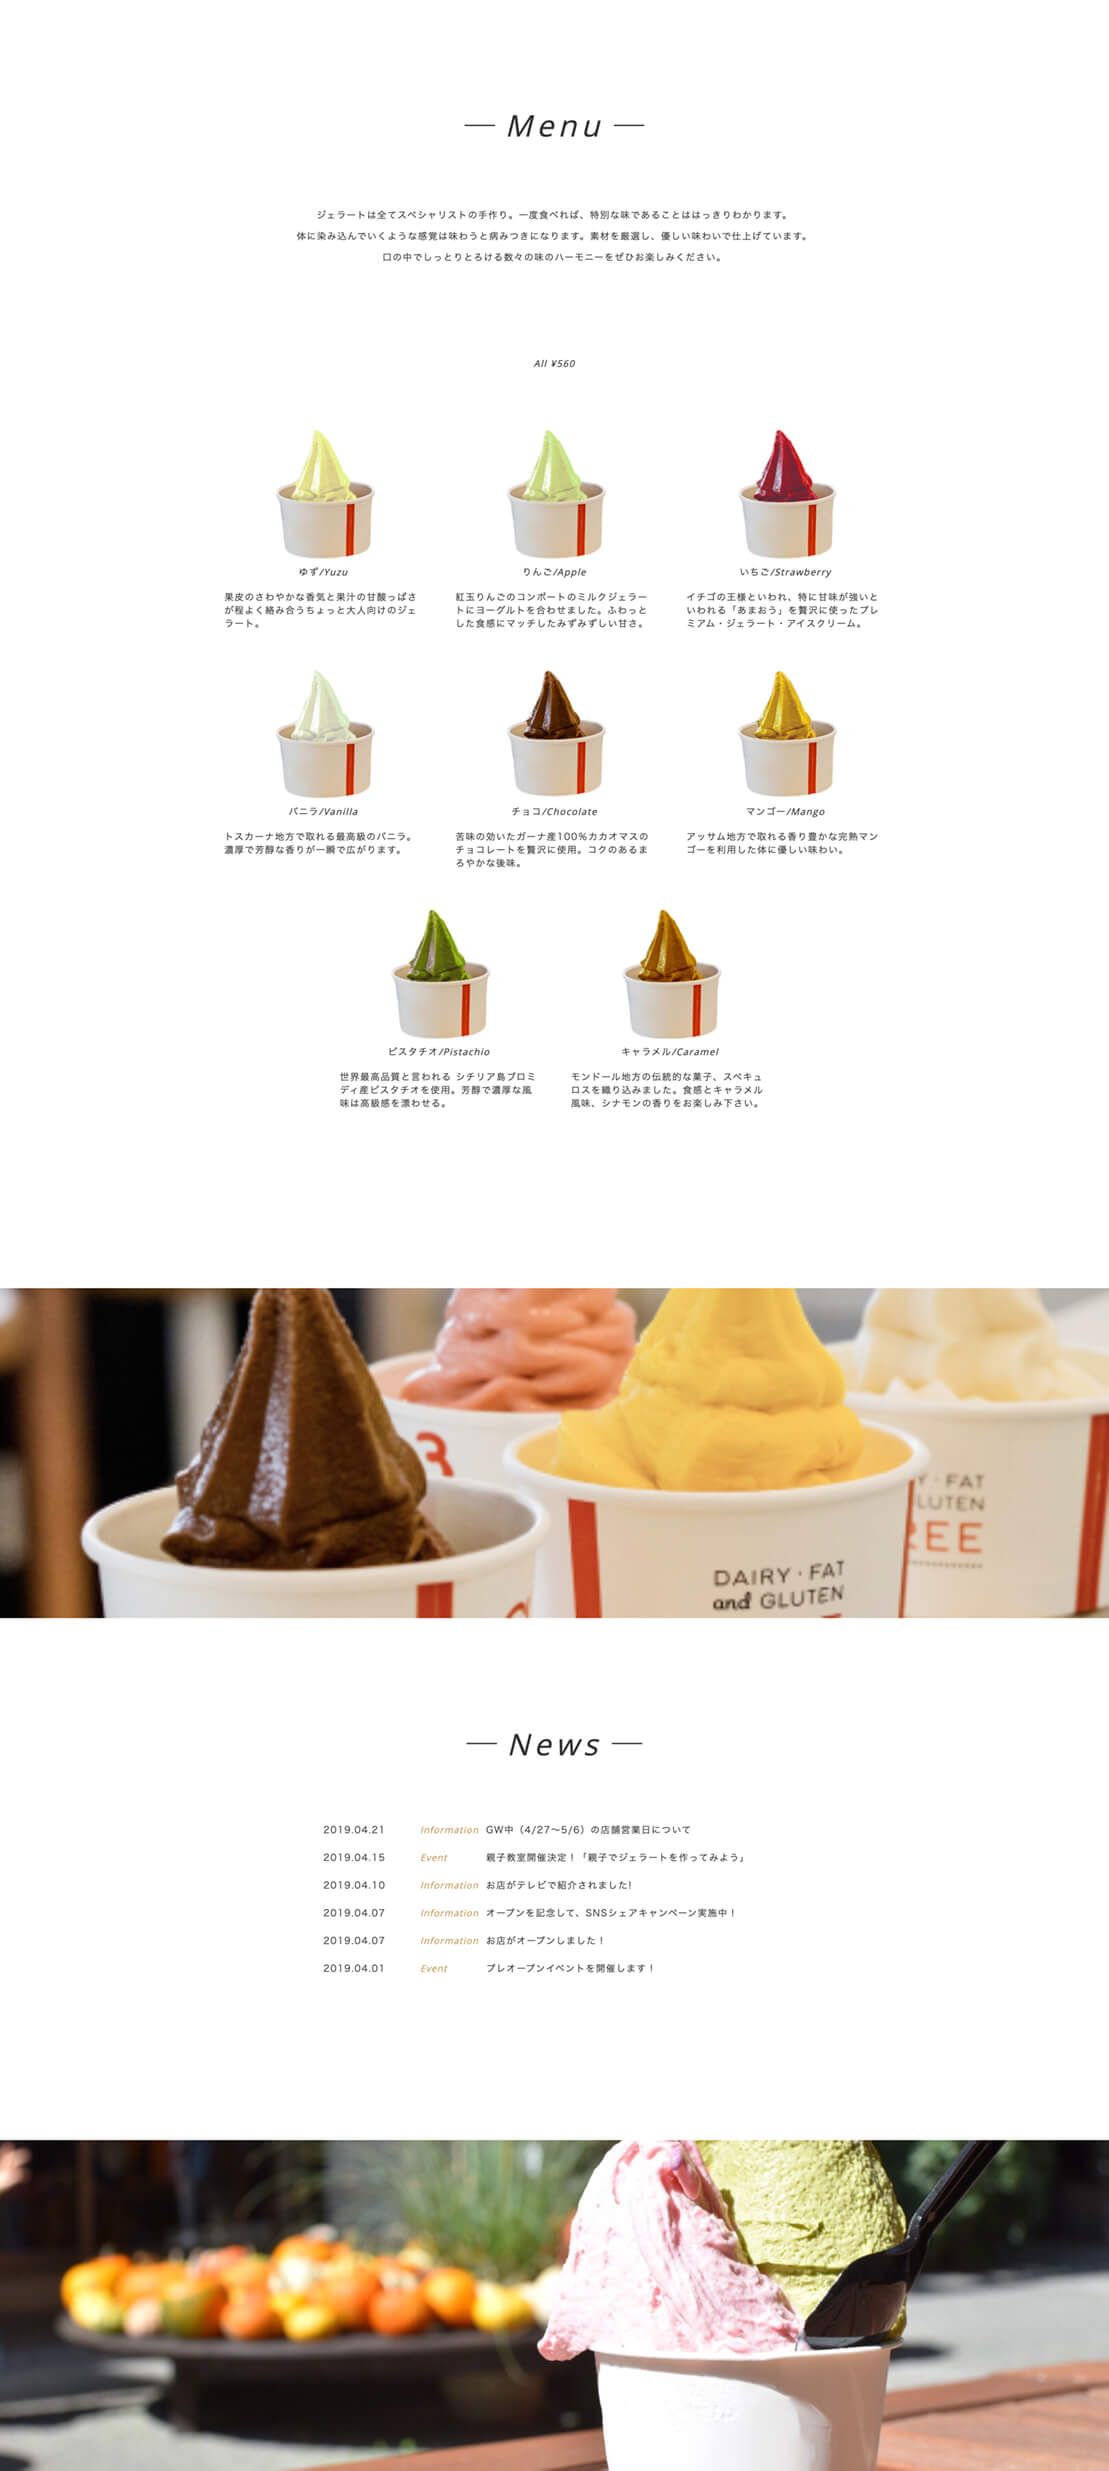 Menu
ジェラートは全てスペシャリストの手作り。一度食べれば、特別な味であることははっきりわかります。
体に染み込んでいくような感覚は味わうと病みつきになります。素材を厳選し、優しい味わいで仕上げています。
口の中でしっとりとろける数々の味のハーモニーをぜひお楽しみください。
All ¥560
ゆず/Yuzu
果皮のさわやかな香気と果汁の甘酸っぱさ
が程よく絡み合うちょっと大人向けのジェ
ラート。
りんご/Apple
紅玉りんごのコンポートのミルクジェラー
トにヨーグルトを合わせました。ふわっと
した食感にマッチしたみずみずしい甘さ。
いちご/Strawberry
イチゴの王様といわれ、特に甘味が強いと
いわれる「あまおう」を贅沢に使ったプレ
ミアム・ジェラート・アイスクリーム。
バニラ/Vanilla
トスカーナ地方で取れる最高級のバニラ。
濃厚で芳醇な香りが一瞬で広がります。
チョコ/Chocolate
苦味の効いたガーナ産100%カカオマスの
チョコレートを贅沢に使用。コクのあるま
ろやかな後味。
マンゴー/Mango
アッサム地方で取れる香り豊かな完熟マン
ゴーを利用した体に優しい味わい。
ピスタチオ/Pistachio
世界最高品質と言われる シチリア島ブロミ
ディ産ピスタチオを使用。芳醇で濃厚な風
味は高級感を漂わせる。
キャラメル/Caramel
モンドール地方の伝統的な菓子、スペキュ
ロスを織り込みました。食感とキャラメル
風味、シナモンの香りをお楽しみ下さい。
3
Y · FAT
LUTEN
REE
DAIRY · FAT
and GLUTEN
News
2019.04.21 Information GW中（4/27〜5/6）の店舗営業日について
2019.04.15 Event 親子教室開催決定！「親子でジェラートを作ってみよう」
2019.04.10 Information お店がテレビで紹介されました!
2019.04.07 Information オープンを記念して、SNSシェアキャンペーン実施中！
2019.04.07 Information お店がオープンしました！
2019.04.01 Event プレオープンイベントを開催します！